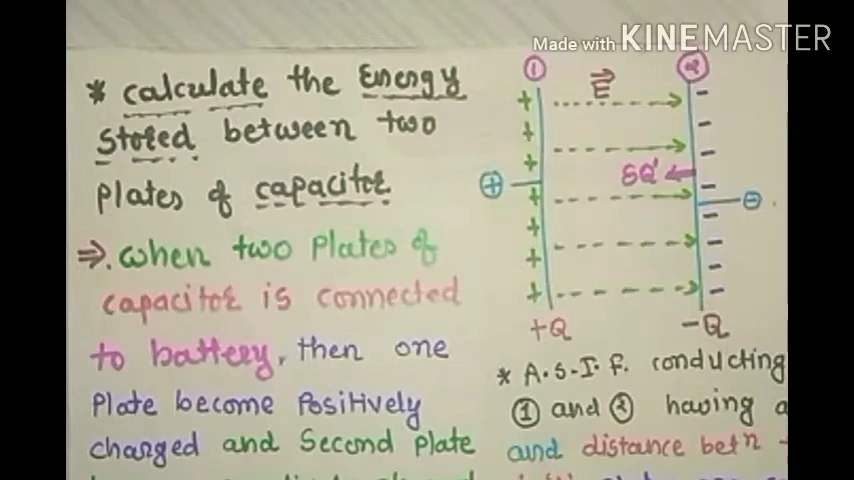 Made with KINEMASTER
* calculate the Energy
stored between two
plates of capacitor.
⇒. when two plates of
capacitor is connected
to battery, then one
Plate become Positively
charged and Second plate
① ②
E
+ -
+ -
+ -
δQ'
⊕ ⊖
+ -
+ -
+ -
+ -
+Q -Q
* A.S.I.F. conducting
① and ② having a
and distance betn